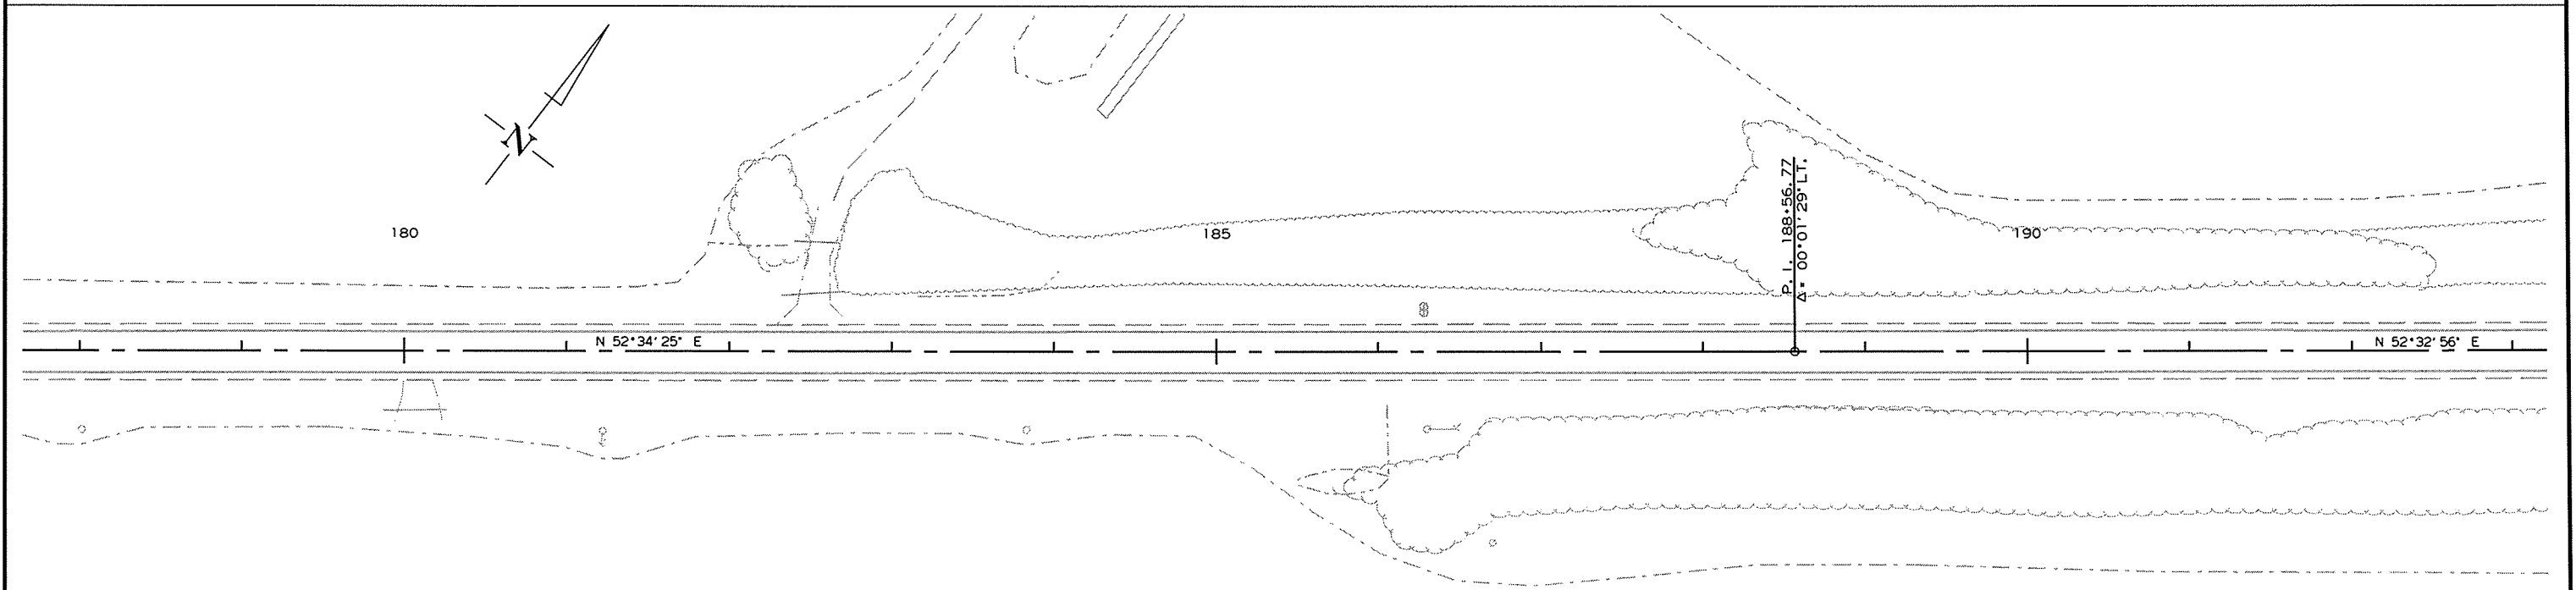 N
180
185
190
P. I. 188+56.77
Δ= 00°01'29" LT.
N 52°34'25" E
N 52°32'56" E